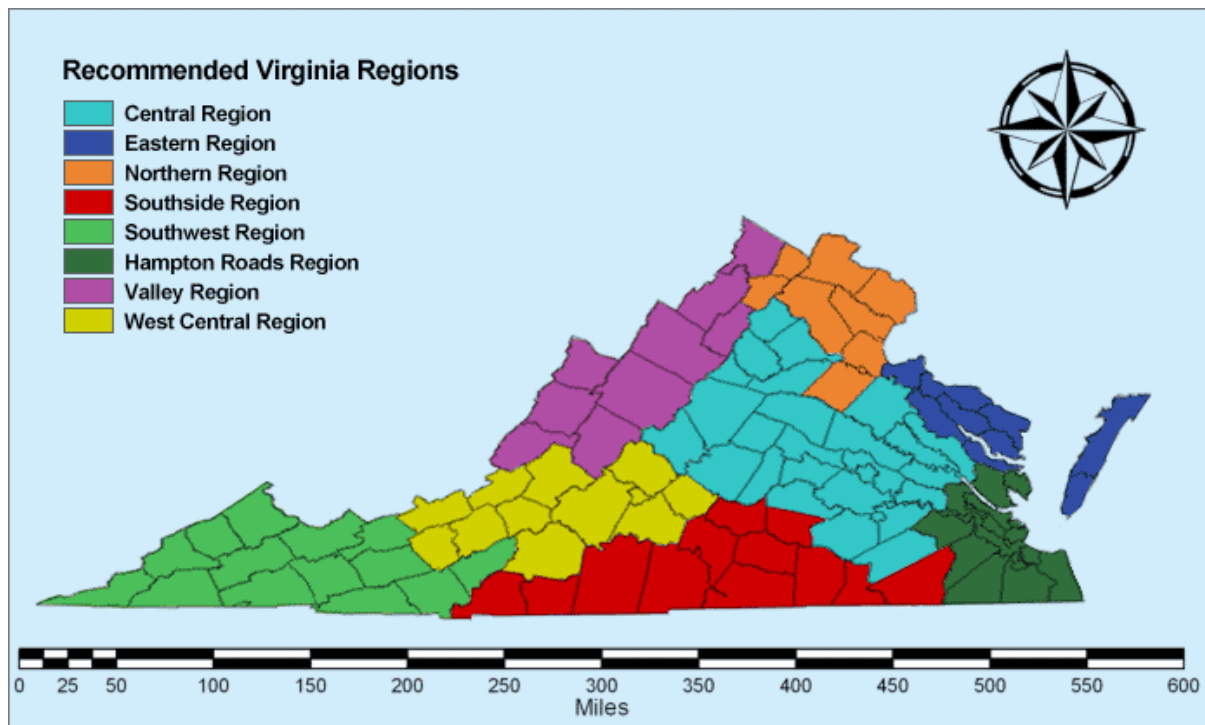 Recommended Virginia Regions
Central Region
Eastern Region
Northern Region
Southside Region
Southwest Region
Hampton Roads Region
Valley Region
West Central Region
0 25 50 100 150 200 250 300 350 400 450 500 550 600
Miles